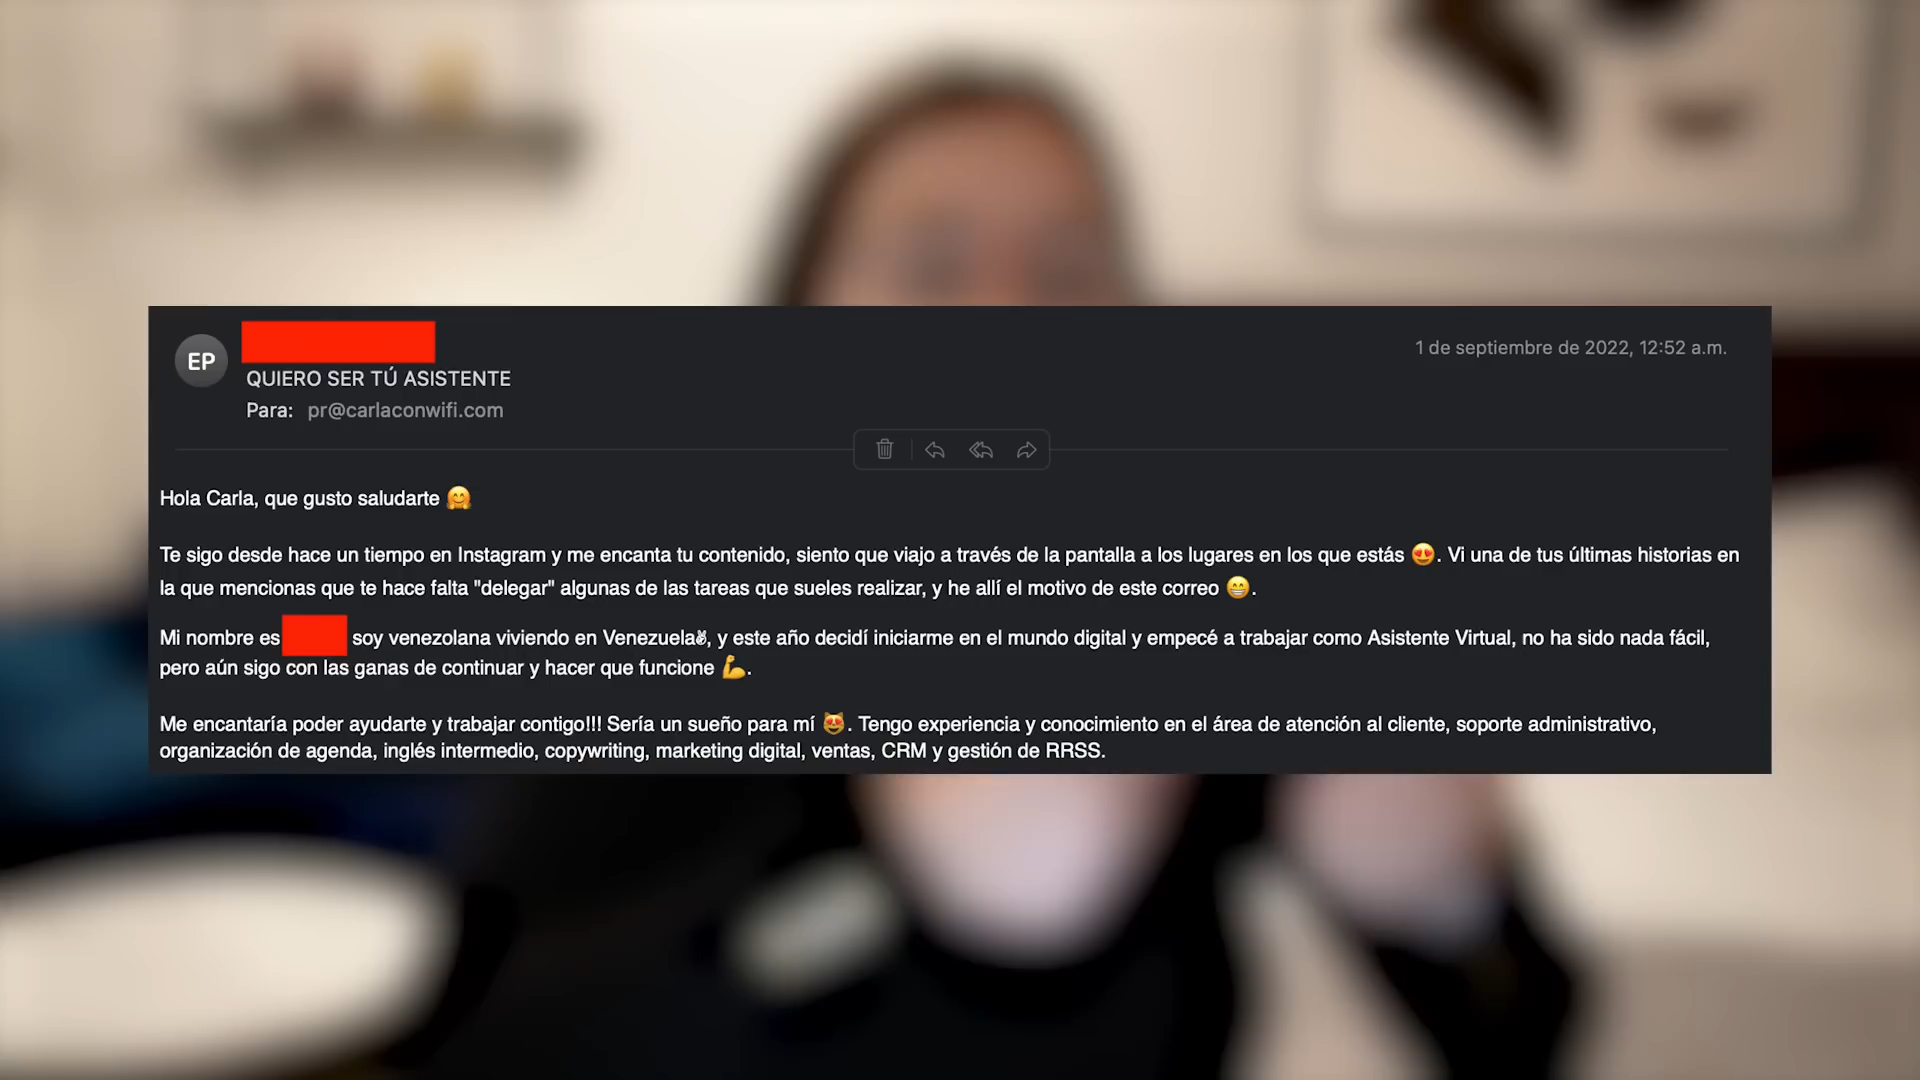 EP
QUIERO SER TÚ ASISTENTE
1 de septiembre de 2022, 12:52 a.m.
Para: pr@carlaconwifi.com
Hola Carla, que gusto saludarte 🤗
Te sigo desde hace un tiempo en Instagram y me encanta tu contenido, siento que viajo a través de la pantalla a los lugares en los que estás 😍. Vi una de tus últimas historias en
la que mencionas que te hace falta "delegar" algunas de las tareas que sueles realizar, y he allí el motivo de este correo 😁.
Mi nombre es soy venezolana viviendo en Venezuela✌, y este año decidí iniciarme en el mundo digital y empecé a trabajar como Asistente Virtual, no ha sido nada fácil,
pero aún sigo con las ganas de continuar y hacer que funcione 💪.
Me encantaría poder ayudarte y trabajar contigo!!! Sería un sueño para mí 😻. Tengo experiencia y conocimiento en el área de atención al cliente, soporte administrativo,
organización de agenda, inglés intermedio, copywriting, marketing digital, ventas, CRM y gestión de RRSS.